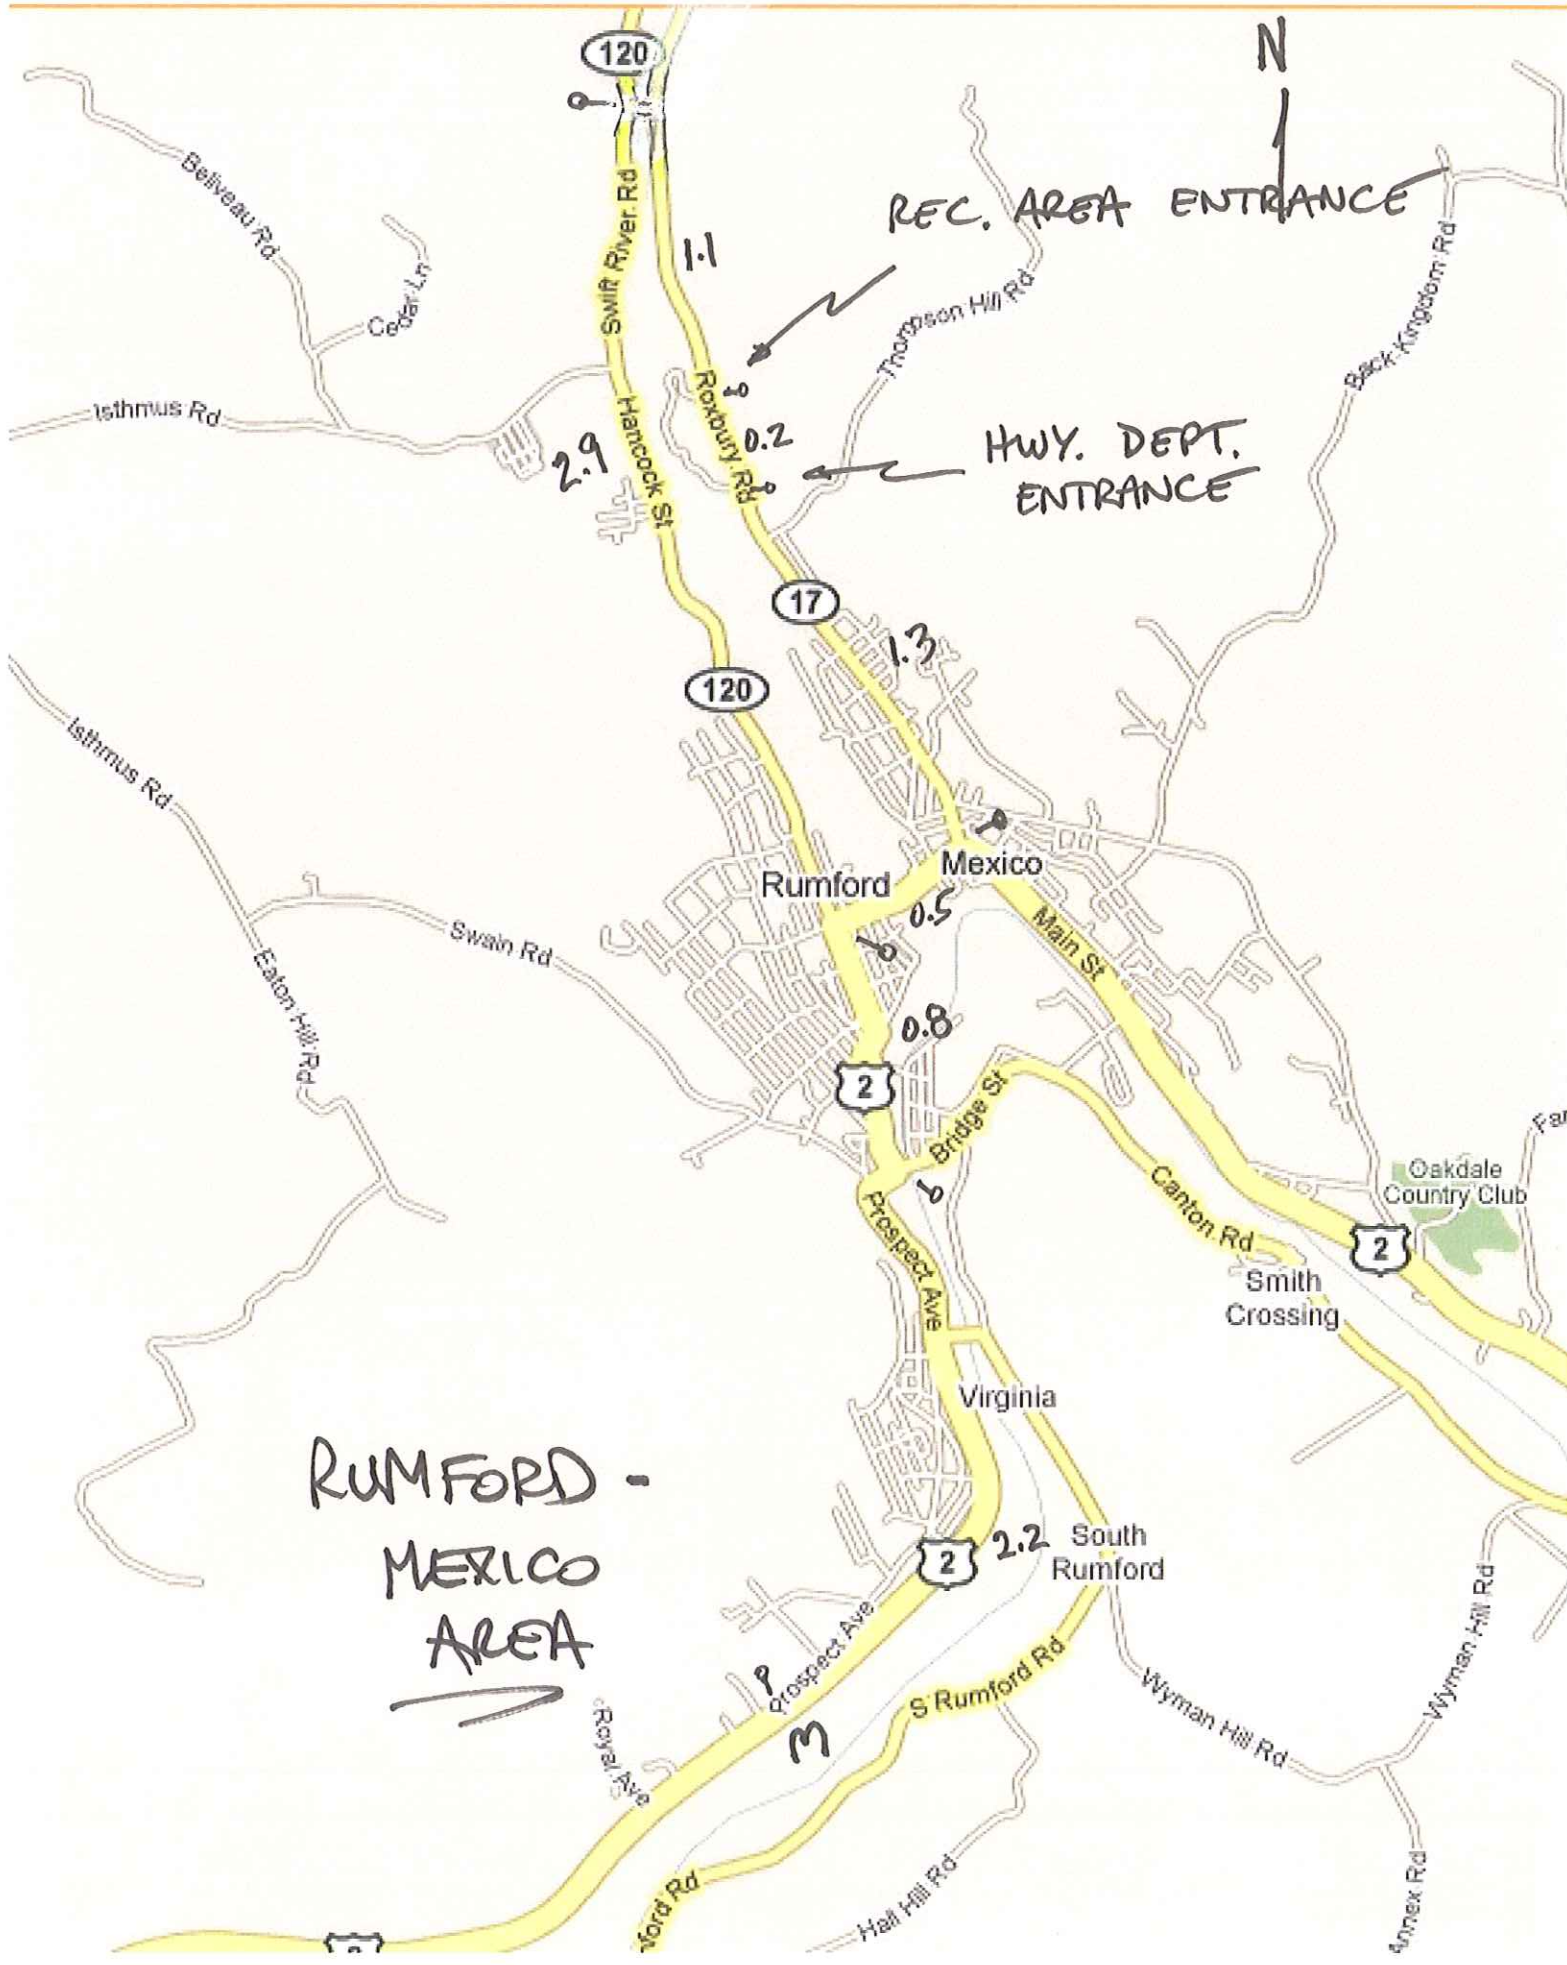 120
N
Beliveau Rd
Swift River Rd
REC. AREA ENTRANCE
1.1
Cedar Ln
Thompson Hill Rd
Back Kingdom Rd
Isthmus Rd
Roxbury Rd
0.2
Hancock St
2.9
HWY. DEPT.
ENTRANCE
17
1.3
120
Isthmus Rd
Mexico
Rumford
0.5
Main St
Swain Rd
Eaton Hill Rd
0.8
2
Bridge St
Oakdale
Country Club
Canton Rd
Prospect Ave
2
Smith
Crossing
Virginia
RUMFORD -
MEXICO
AREA
2
2.2
South
Rumford
Prospect Ave
P
M
S Rumford Rd
Wyman Hill Rd
Wyman Hill Rd
Royal Ave
Hall Hill Rd
Annex Rd
ford Rd